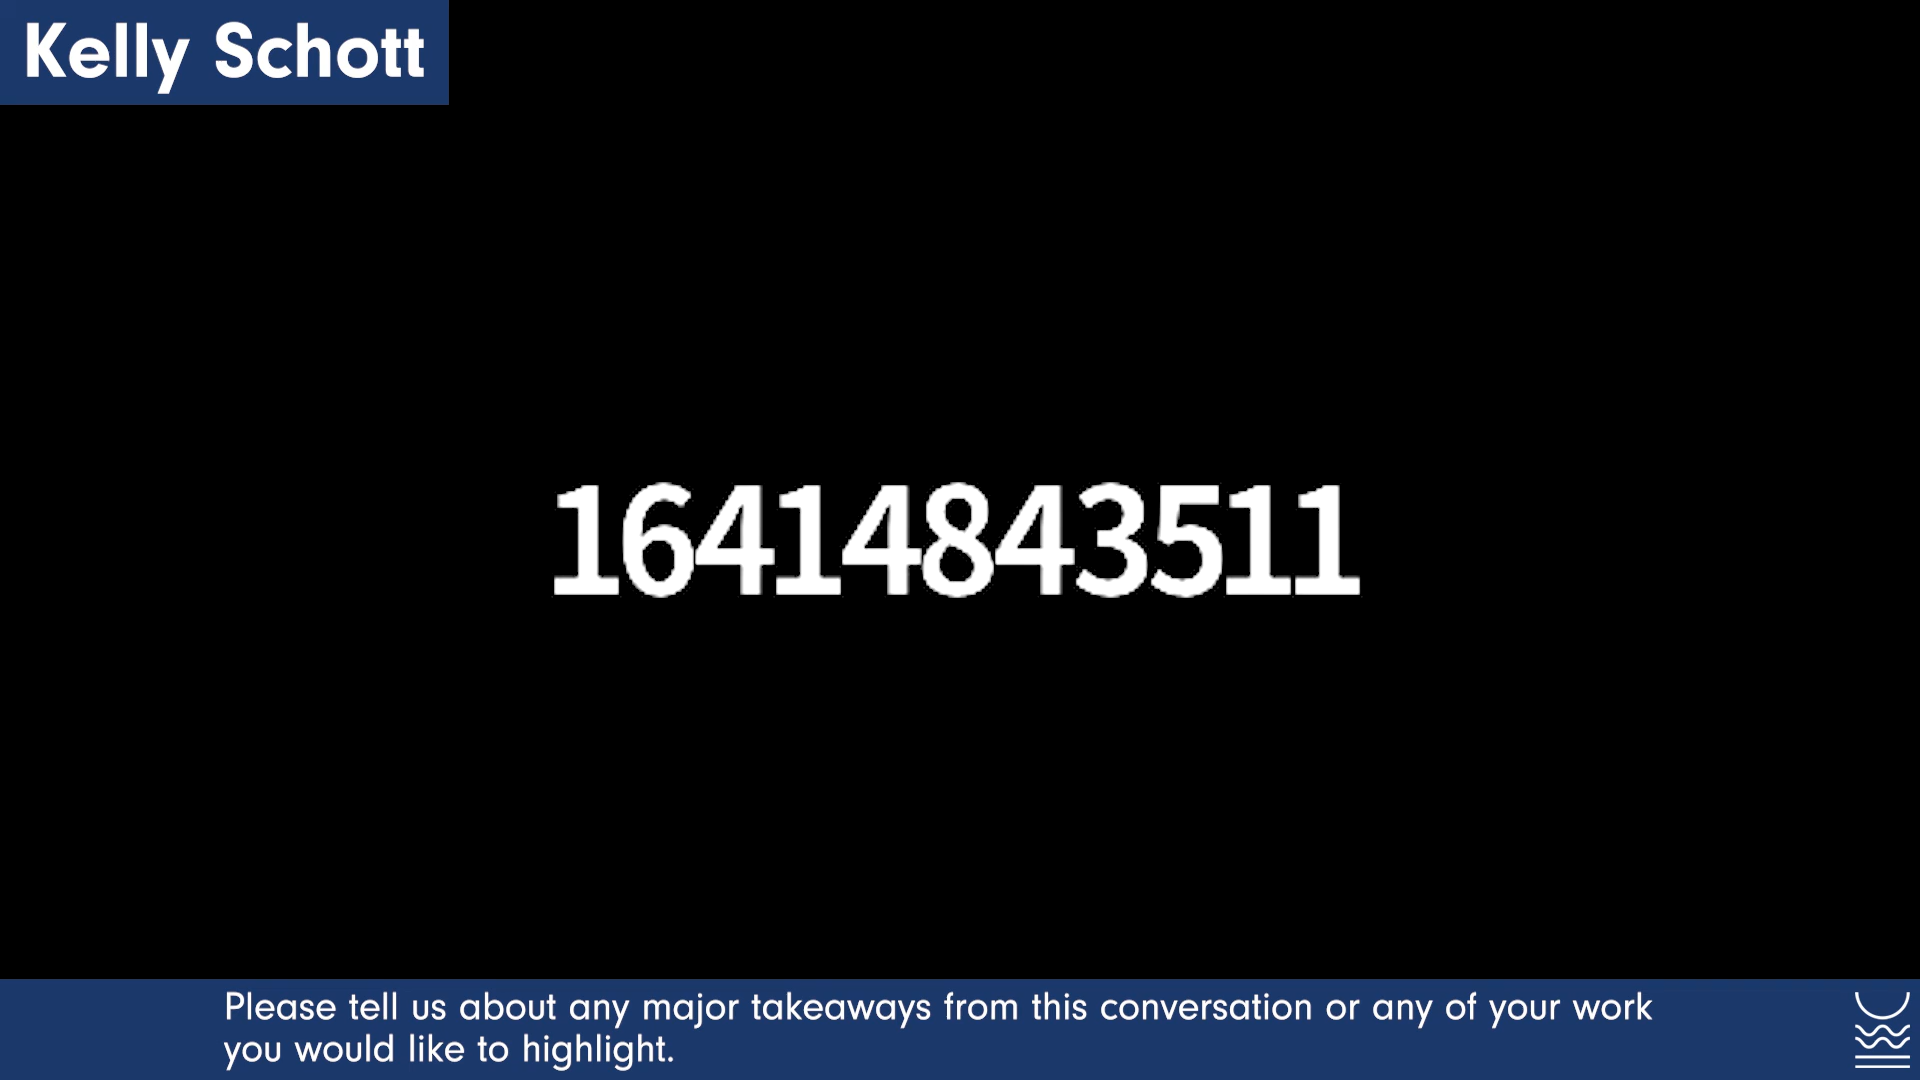 Kelly Schott
16414843511
Please tell us about any major takeaways from this conversation or any of your work
you would like to highlight.